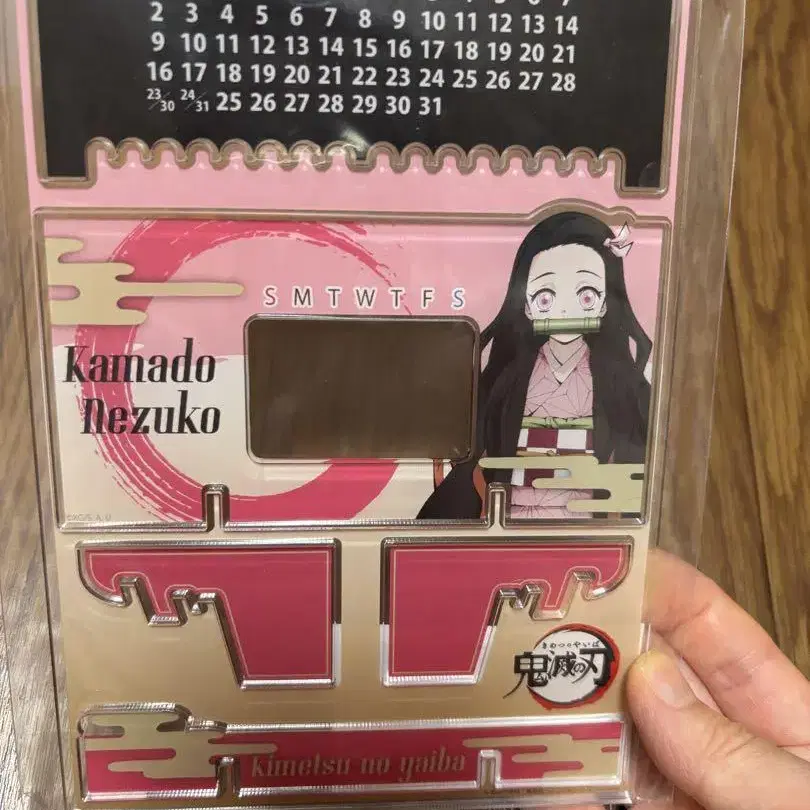 2 3 4 5 6 7 8 9 10 11 12 13 14
9 10 11 12 13 14 15 16 17 18 19 20 21
16 17 18 19 20 21 22 23 24 25 26 27 28
23/30 24/31 25 26 27 28 29 30 31
S M T W T F S
Kamado
Nezuko
きめつのやいば
鬼滅の刃
kimetsu no yaiba